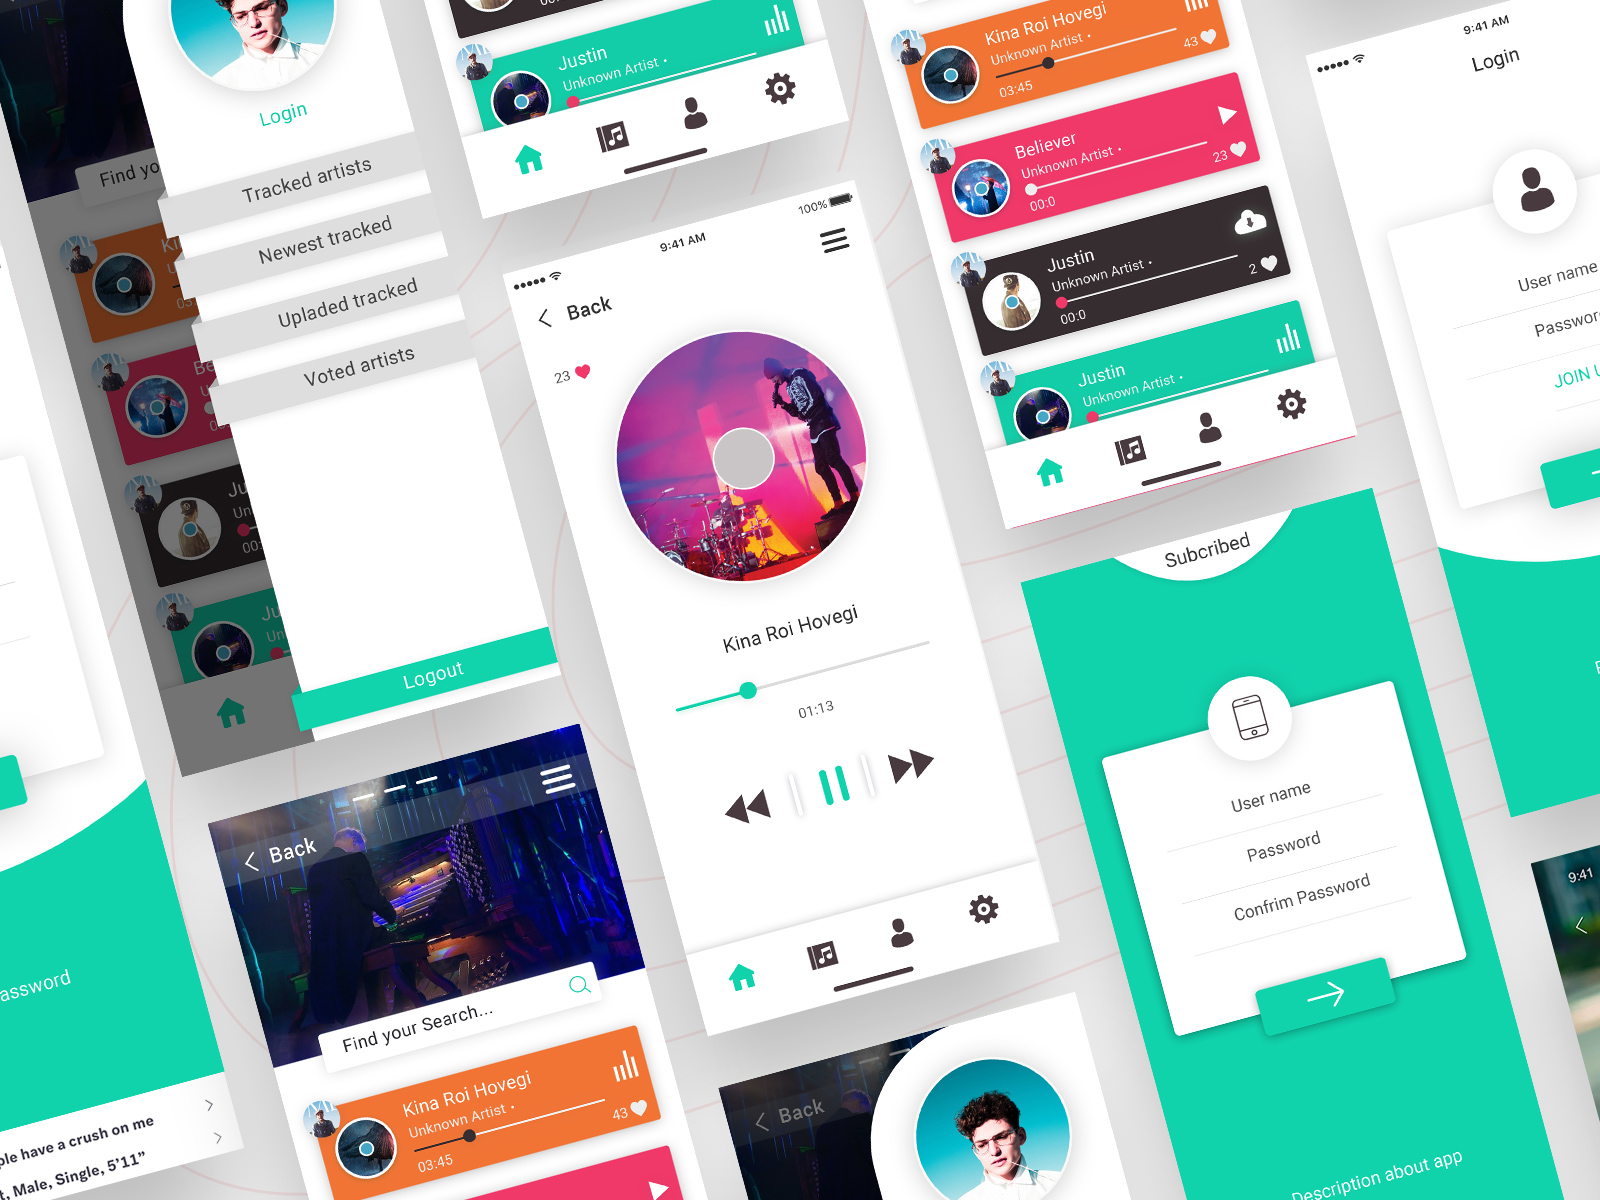 Login
Find yo
Tracked artists
Newest tracked
Upladed tracked
Voted artists
Logout
03
00:
Justin
Unknown Artist •
100%
9:41 AM
Back
23
Kina Roi Hovegi
01:13
Kina Roi Hovegi
Unknown Artist •
43
03:45
Believer
Unknown Artist •
23
00:0
Justin
Unknown Artist •
2
00:0
Justin
Unknown Artist •
9:41 AM
Login
User name
Passwor
JOIN U
Subcribed
User name
Password
Confrim Password
Description about app
9:41
Back
Find your Search...
Kina Roi Hovegi
Unknown Artist •
43
03:45
Back
assword
ple have a crush on me
t, Male, Single, 5'11"